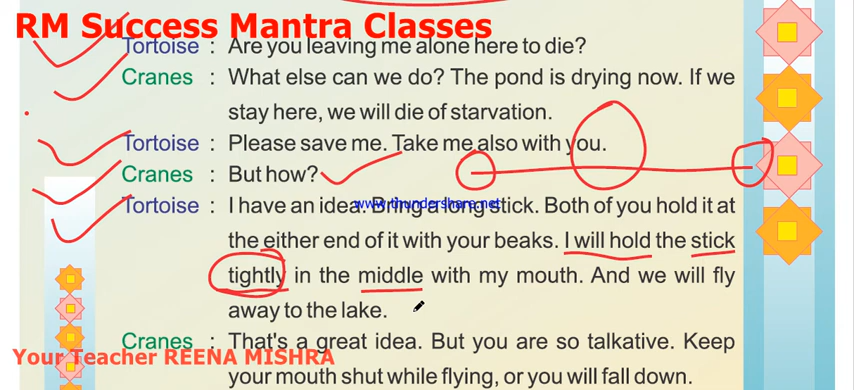 RM Success Mantra Classes
Tortoise : Are you leaving me alone here to die?
Cranes : What else can we do? The pond is drying now. If we
stay here, we will die of starvation.
Tortoise : Please save me. Take me also with you.
Cranes : But how?
www.thundershare.net
Tortoise : I have an idea. Bring a long stick. Both of you hold it at
the either end of it with your beaks. I will hold the stick
tightly in the middle with my mouth. And we will fly
away to the lake.
Cranes : That's a great idea. But you are so talkative. Keep
Your Teacher REENA MISHRA
your mouth shut while flying, or you will fall down.